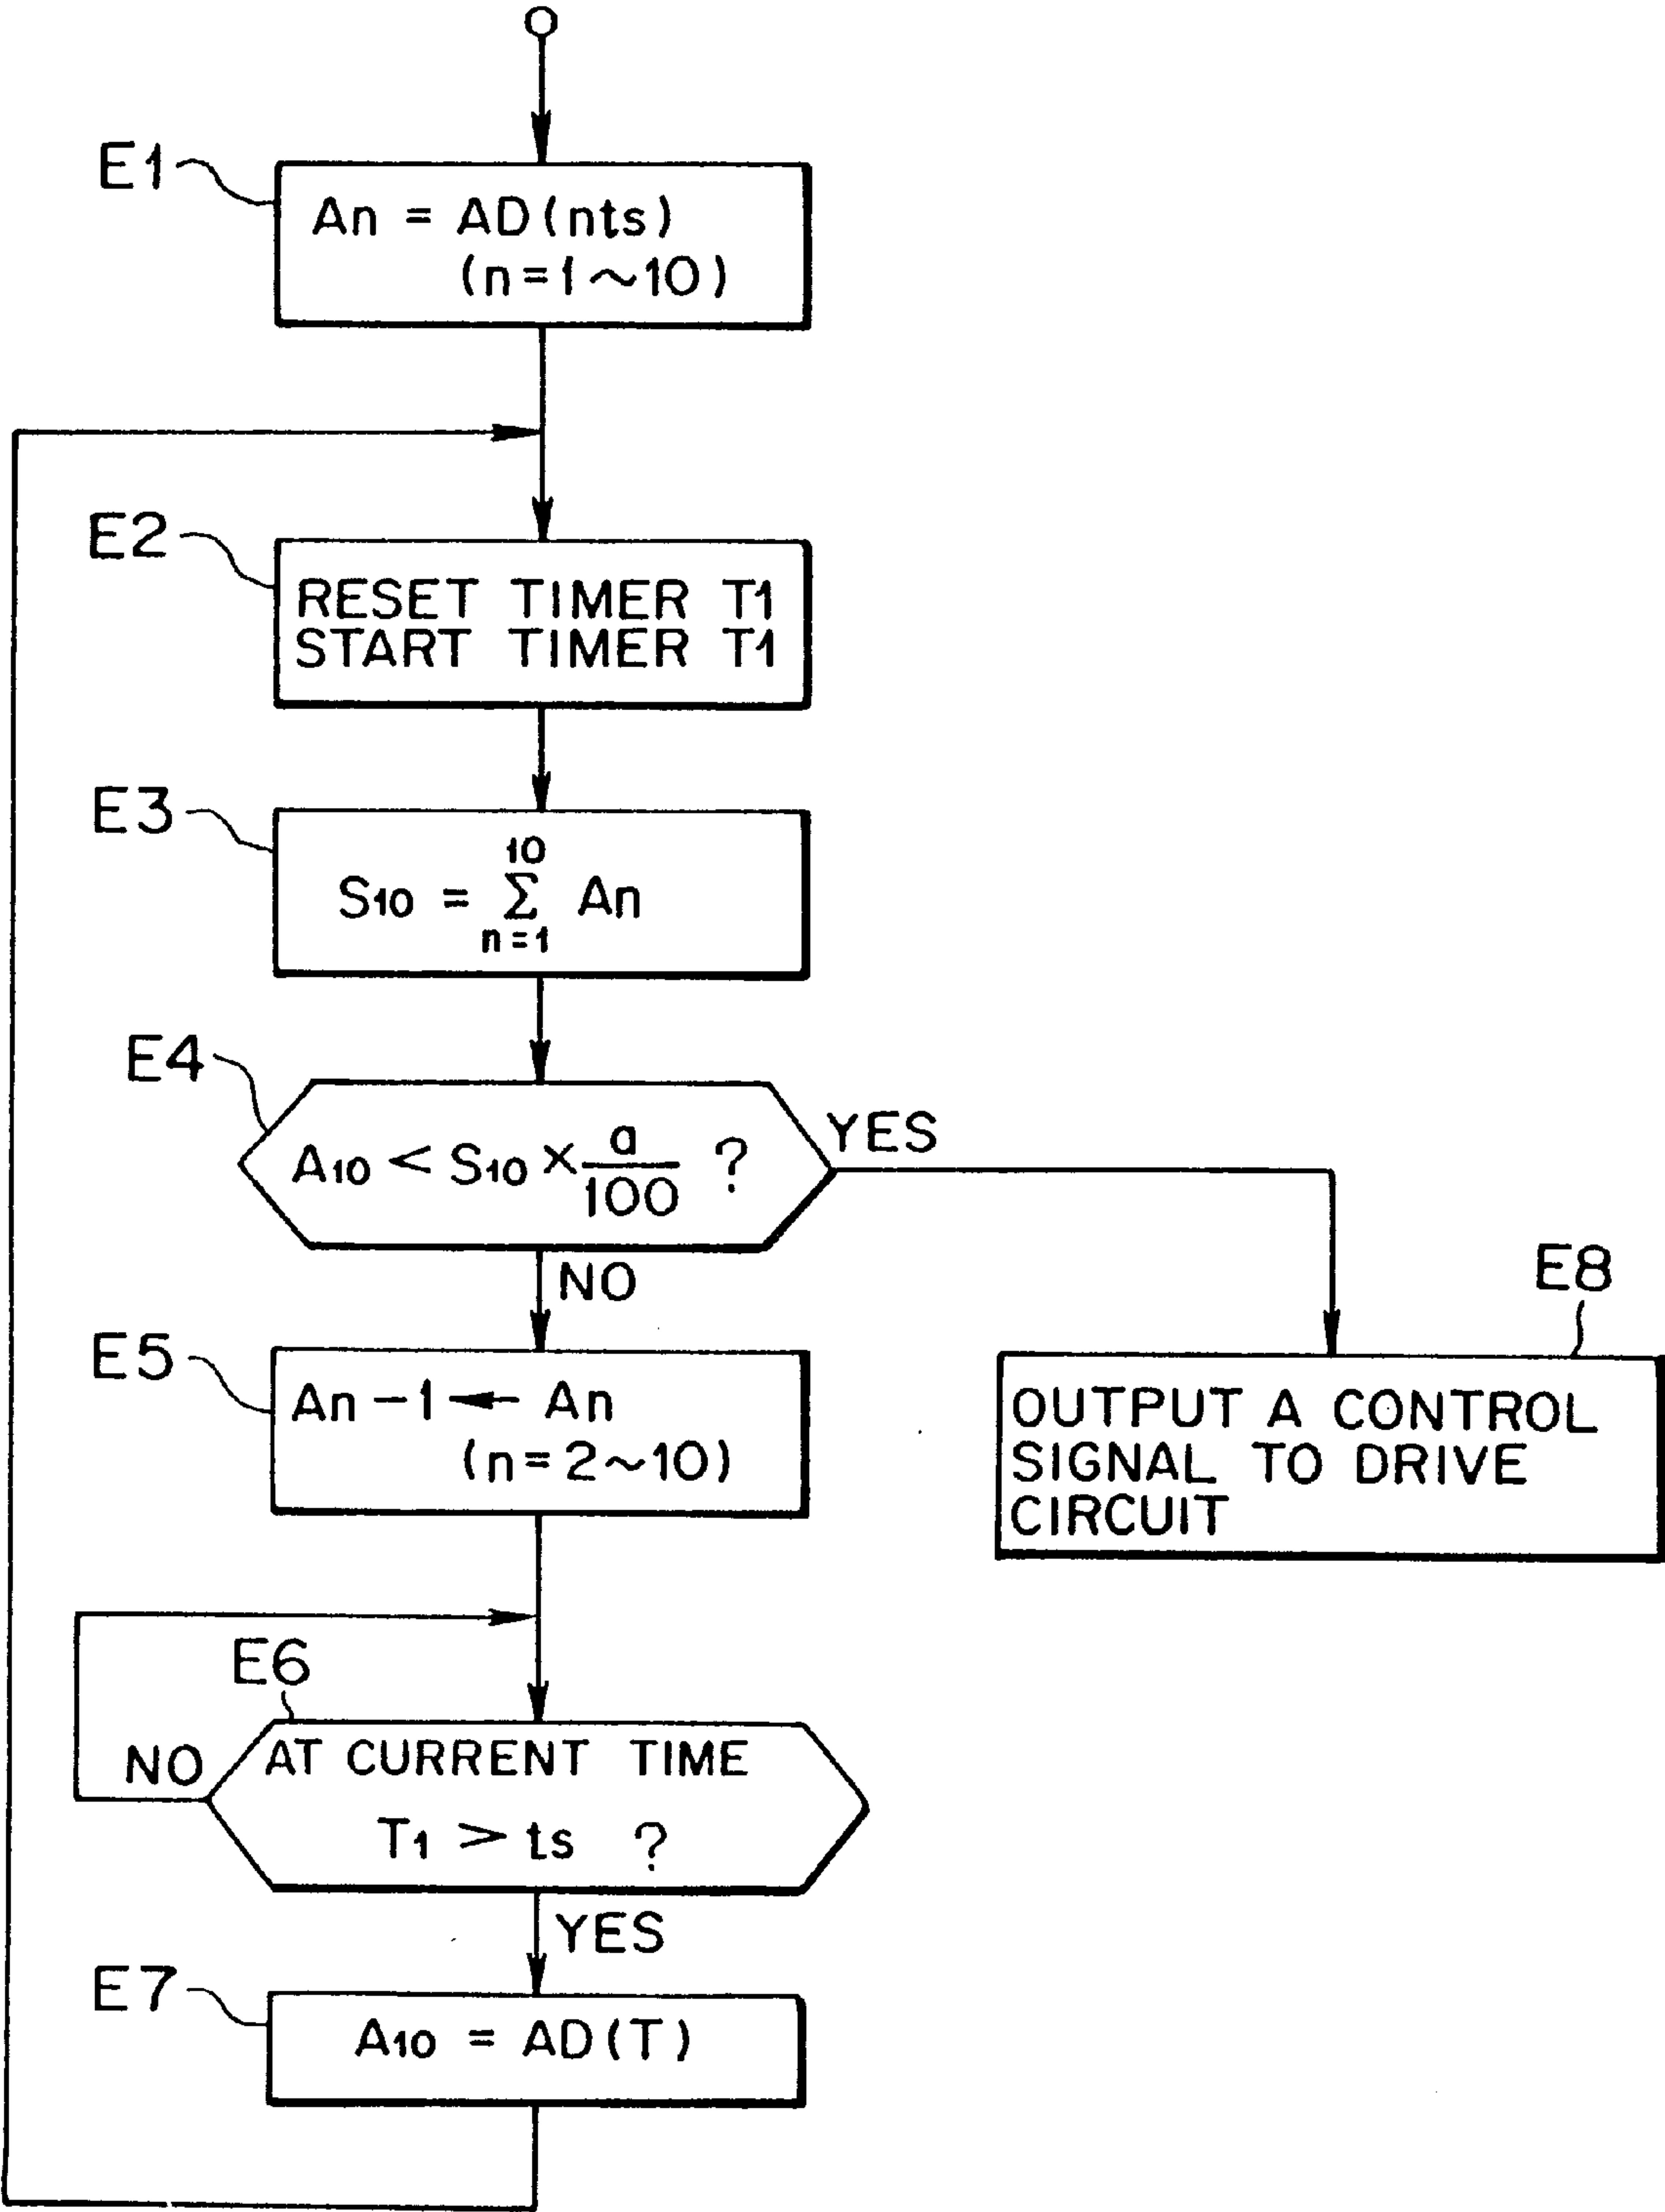 E1
An = AD(nts)
(n=1~10)
E2
RESET TIMER T1
START TIMER T1
E3
10
S10 = Σ An
n=1
E4
A10 < S10 × a/100 ?
YES
NO
E5
An-1 ← An
(n=2~10)
E8
OUTPUT A CONTROL
SIGNAL TO DRIVE
CIRCUIT
E6
NO
AT CURRENT TIME
T1 > ts ?
YES
E7
A10 = AD(T)